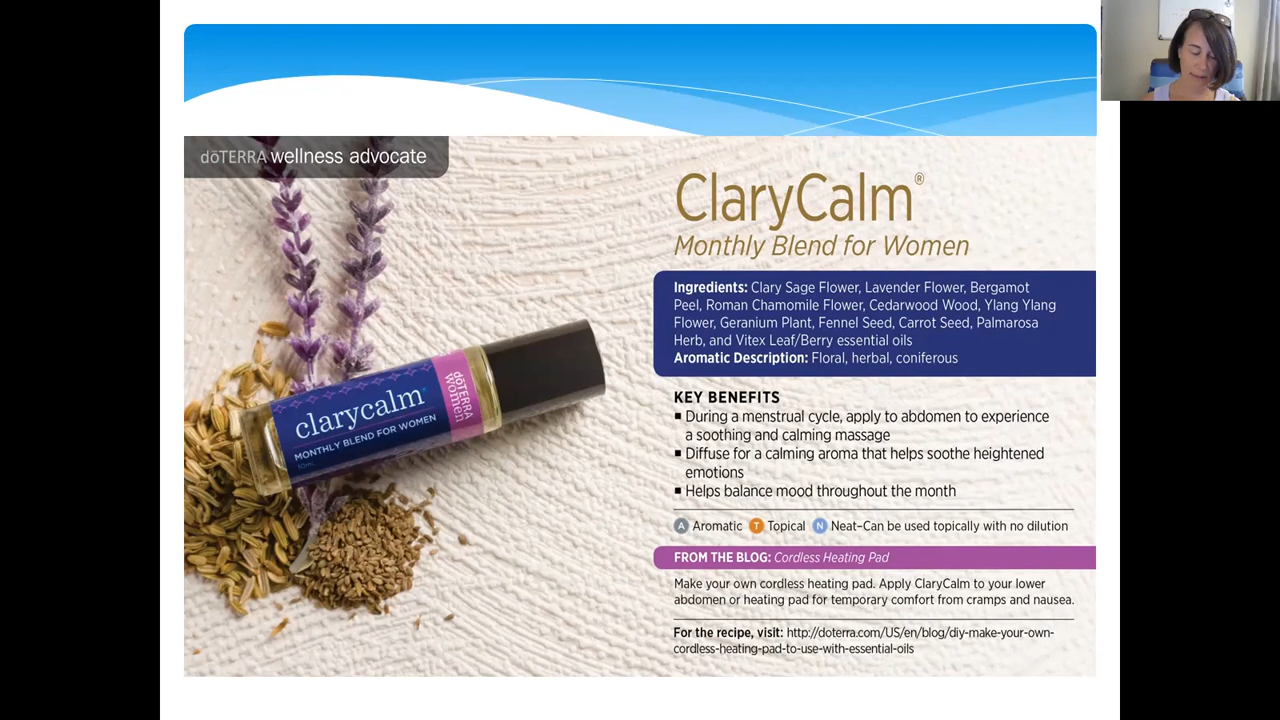 dōTERRA wellness advocate
ClaryCalm®
Monthly Blend for Women
Ingredients: Clary Sage Flower, Lavender Flower, Bergamot
Peel, Roman Chamomile Flower, Cedarwood Wood, Ylang Ylang
Flower, Geranium Plant, Fennel Seed, Carrot Seed, Palmarosa
Herb, and Vitex Leaf/Berry essential oils
Aromatic Description: Floral, herbal, coniferous
KEY BENEFITS
▪ During a menstrual cycle, apply to abdomen to experience
a soothing and calming massage
▪ Diffuse for a calming aroma that helps soothe heightened
emotions
▪ Helps balance mood throughout the month
A Aromatic T Topical N Neat–Can be used topically with no dilution
FROM THE BLOG: Cordless Heating Pad
Make your own cordless heating pad. Apply ClaryCalm to your lower
abdomen or heating pad for temporary comfort from cramps and nausea.
For the recipe, visit: http://doterra.com/US/en/blog/diy-make-your-own-
cordless-heating-pad-to-use-with-essential-oils
clarycalm
MONTHLY BLEND FOR WOMEN
10mL
dōTERRA
women